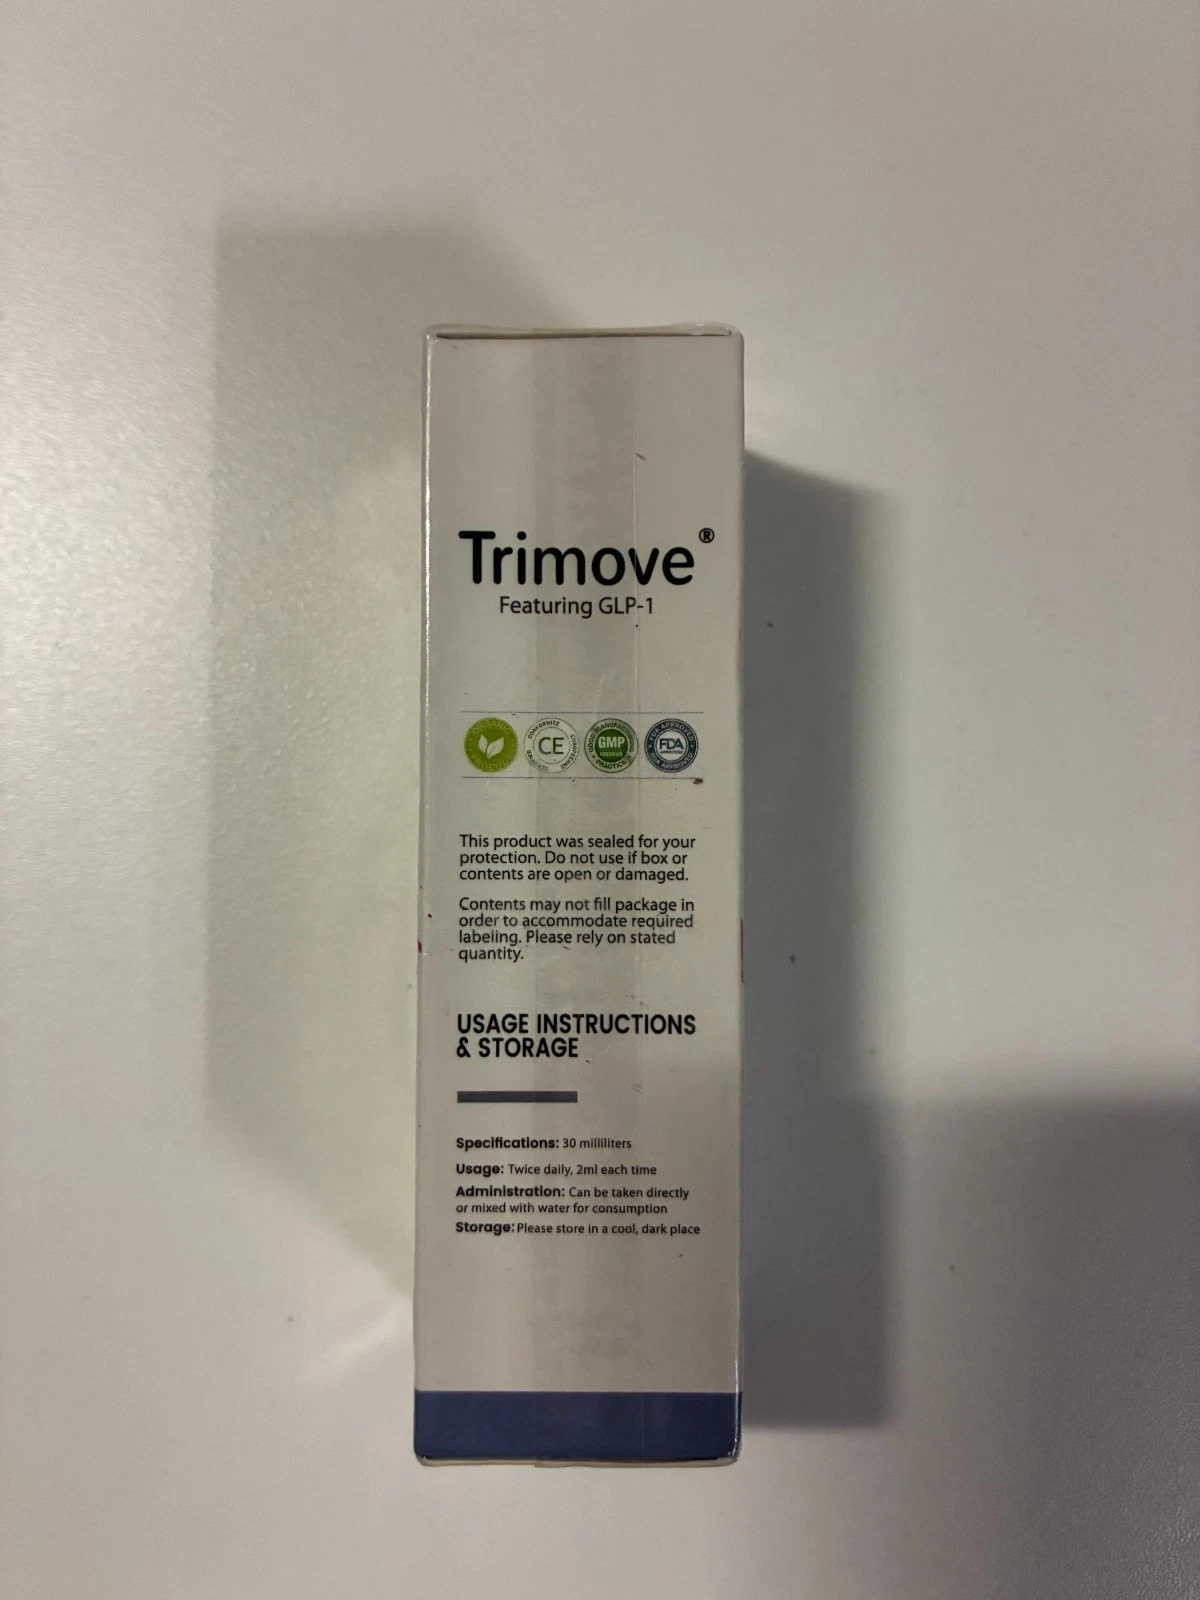 Trimove®
Featuring GLP-1
CE
GMP
FDA
This product was sealed for your
protection. Do not use if box or
contents are open or damaged.
Contents may not fill package in
order to accommodate required
labeling. Please rely on stated
quantity.
USAGE INSTRUCTIONS
& STORAGE
Specifications: 30 milliliters
Usage: Twice daily, 2ml each time
Administration: Can be taken directly
or mixed with water for consumption
Storage: Please store in a cool, dark place